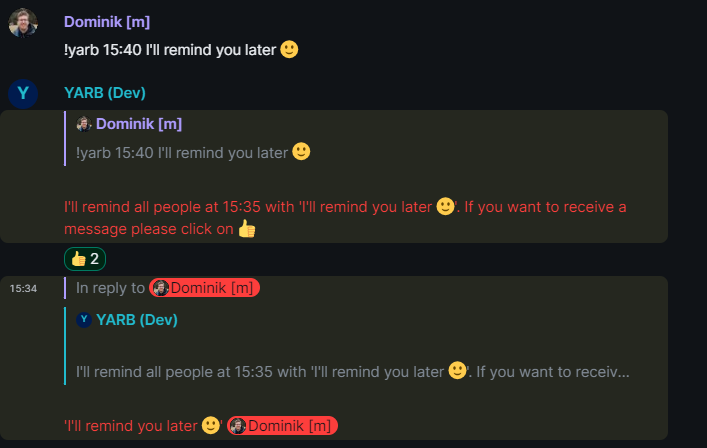 Dominik [m]
!yarb 15:40 I'll remind you later 🙂
Y YARB (Dev)
Dominik [m]
!yarb 15:40 I'll remind you later 🙂
I'll remind all people at 15:35 with 'I'll remind you later 🙂'. If you want to receive a
message please click on 👍
👍 2
15:34 In reply to Dominik [m]
Y YARB (Dev)
I'll remind all people at 15:35 with 'I'll remind you later 🙂'. If you want to receiv...
'I'll remind you later 🙂' Dominik [m]